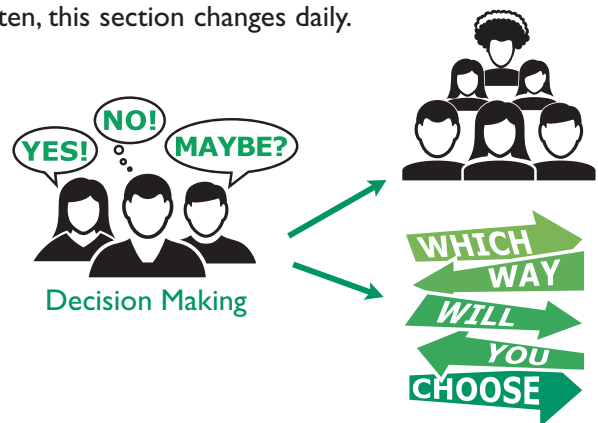 ten, this section changes daily.
NO!
YES!
MAYBE?
Decision Making
WHICH
WAY
WILL
YOU
CHOOSE